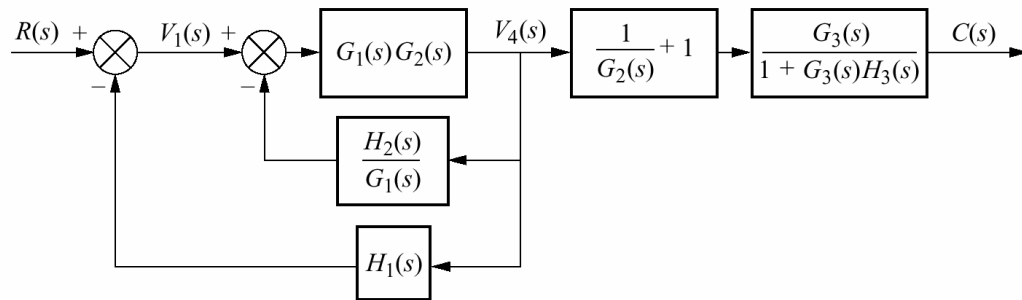 R(s) + V₁(s) + G₁(s)G₂(s) V₄(s) 1/G₂(s) + 1 G₃(s)/1 + G₃(s)H₃(s) C(s)
− −
H₂(s)/G₁(s)
H₁(s)